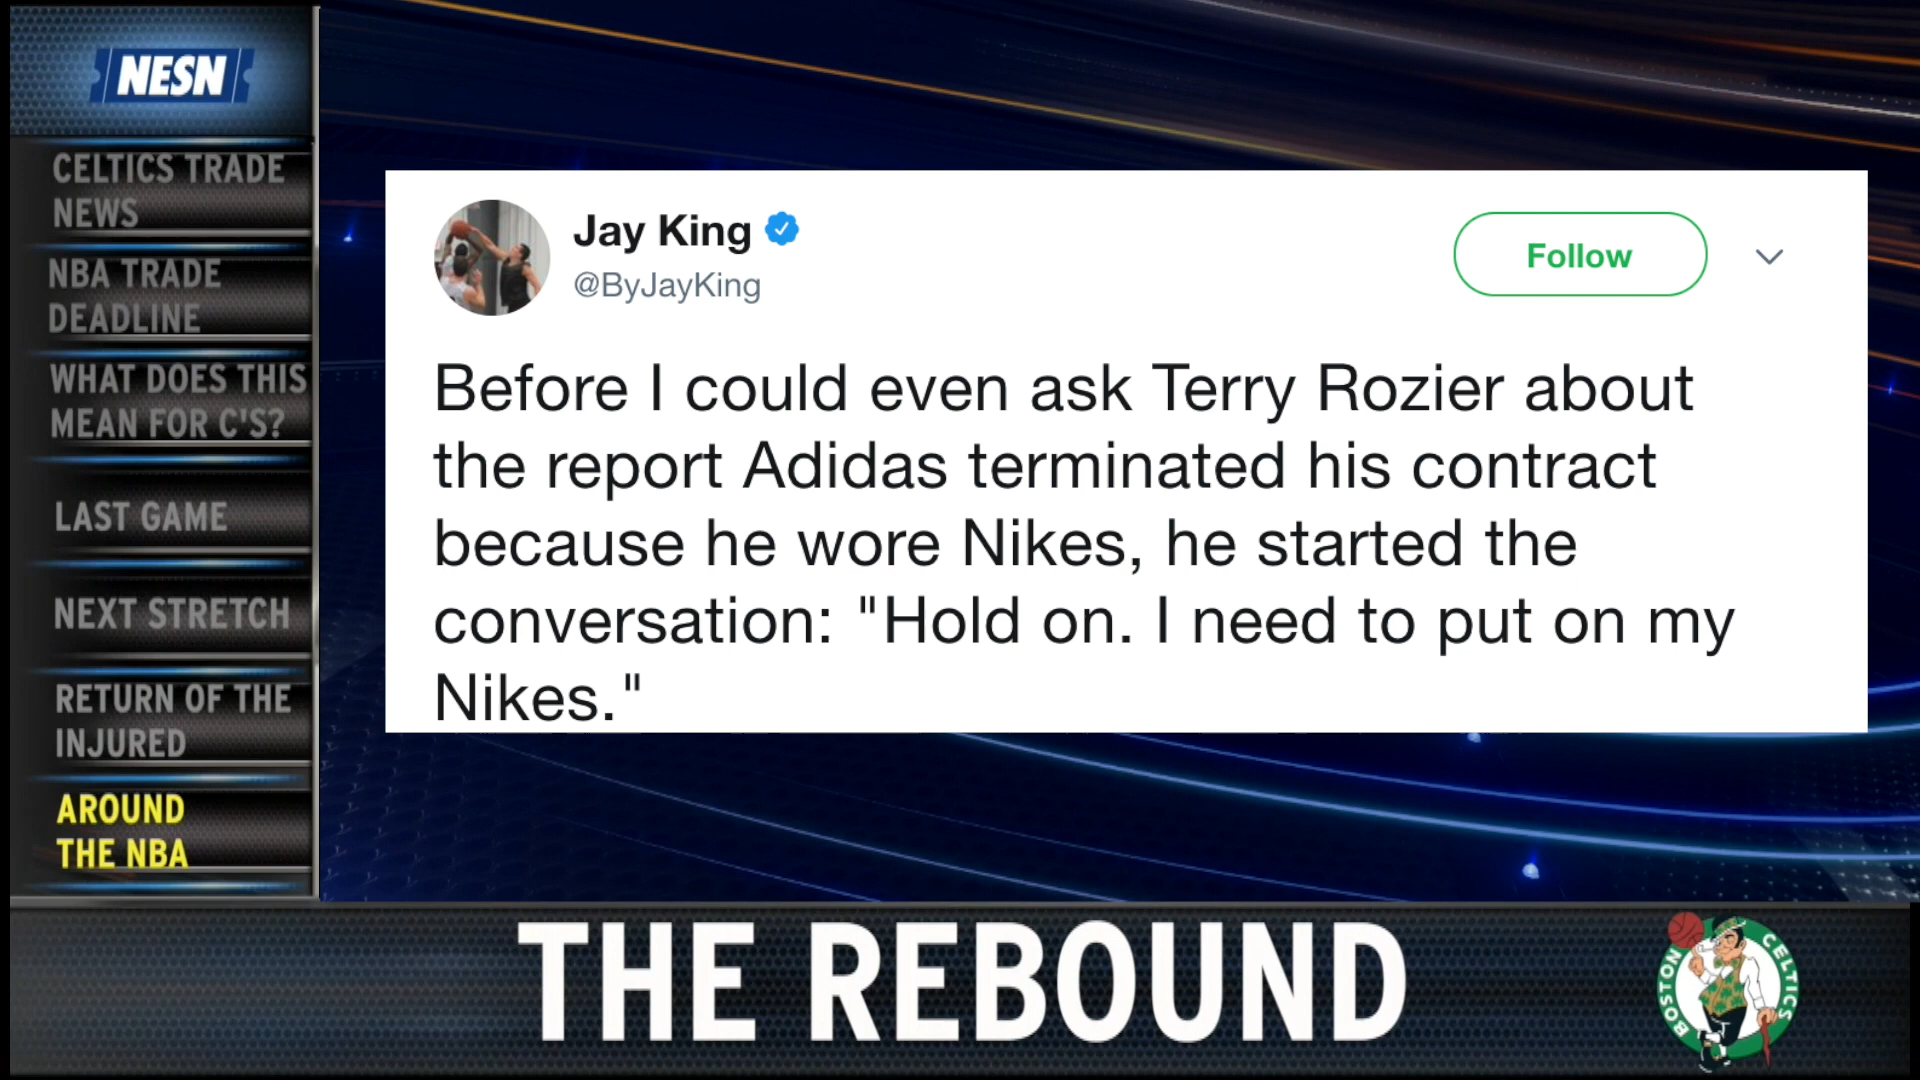 NESN
CELTICS TRADE
NEWS
NBA TRADE
DEADLINE
WHAT DOES THIS
MEAN FOR C'S?
LAST GAME
NEXT STRETCH
RETURN OF THE
INJURED
AROUND
THE NBA
Jay King
@ByJayKing
Follow
Before I could even ask Terry Rozier about
the report Adidas terminated his contract
because he wore Nikes, he started the
conversation: "Hold on. I need to put on my
Nikes."
THE REBOUND
BOSTON CELTICS